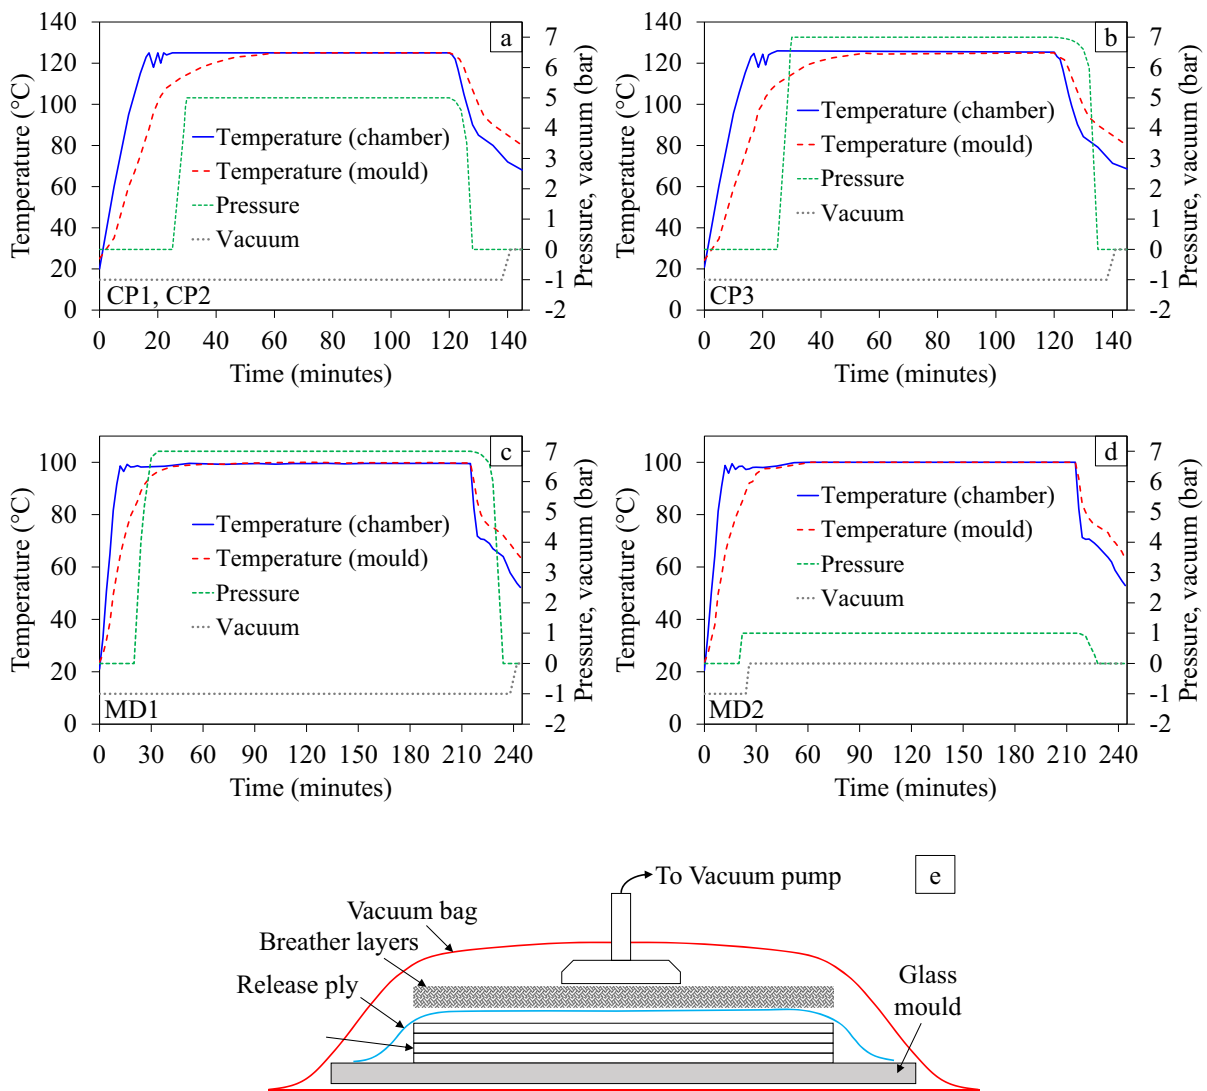 a
Temperature (°C)
140
120
100
80
60
40
20
0
Temperature (chamber)
Temperature (mould)
Pressure
Vacuum
CP1, CP2
7
6
5
4
3
2
1
0
-1
-2
Pressure, vacuum (bar)
0 20 40 60 80 100 120 140
Time (minutes)
b
Temperature (°C)
140
120
100
80
60
40
20
0
Temperature (chamber)
Temperature (mould)
Pressure
Vacuum
CP3
7
6
5
4
3
2
1
0
-1
-2
Pressure, vacuum (bar)
0 20 40 60 80 100 120 140
Time (minutes)
c
Temperature (°C)
100
80
60
40
20
0
Temperature (chamber)
Temperature (mould)
Pressure
Vacuum
MD1
7
6
5
4
3
2
1
0
-1
-2
Pressure, vacuum (bar)
0 30 60 90 120 150 180 210 240
Time (minutes)
d
Temperature (°C)
100
80
60
40
20
0
Temperature (chamber)
Temperature (mould)
Pressure
Vacuum
MD2
7
6
5
4
3
2
1
0
-1
-2
Pressure, vacuum (bar)
0 30 60 90 120 150 180 210 240
Time (minutes)
e
To Vacuum pump
Vacuum bag
Breather layers
Release ply
Glass
mould